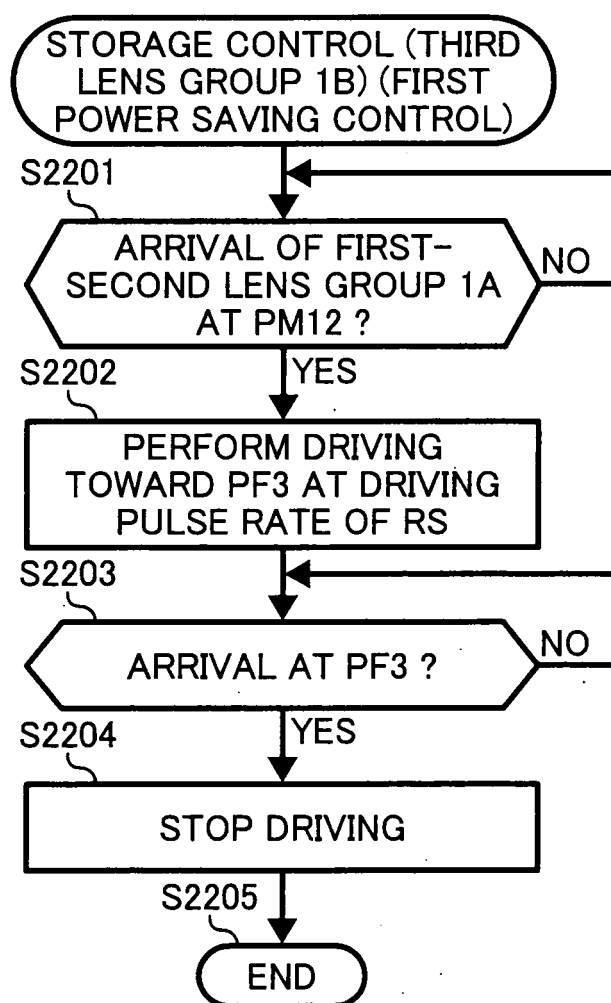 STORAGE CONTROL (THIRD
LENS GROUP 1B) (FIRST
POWER SAVING CONTROL)
S2201
ARRIVAL OF FIRST-
SECOND LENS GROUP 1A
AT PM12 ?
NO
YES
S2202
PERFORM DRIVING
TOWARD PF3 AT DRIVING
PULSE RATE OF RS
S2203
ARRIVAL AT PF3 ?
NO
YES
S2204
STOP DRIVING
S2205
END